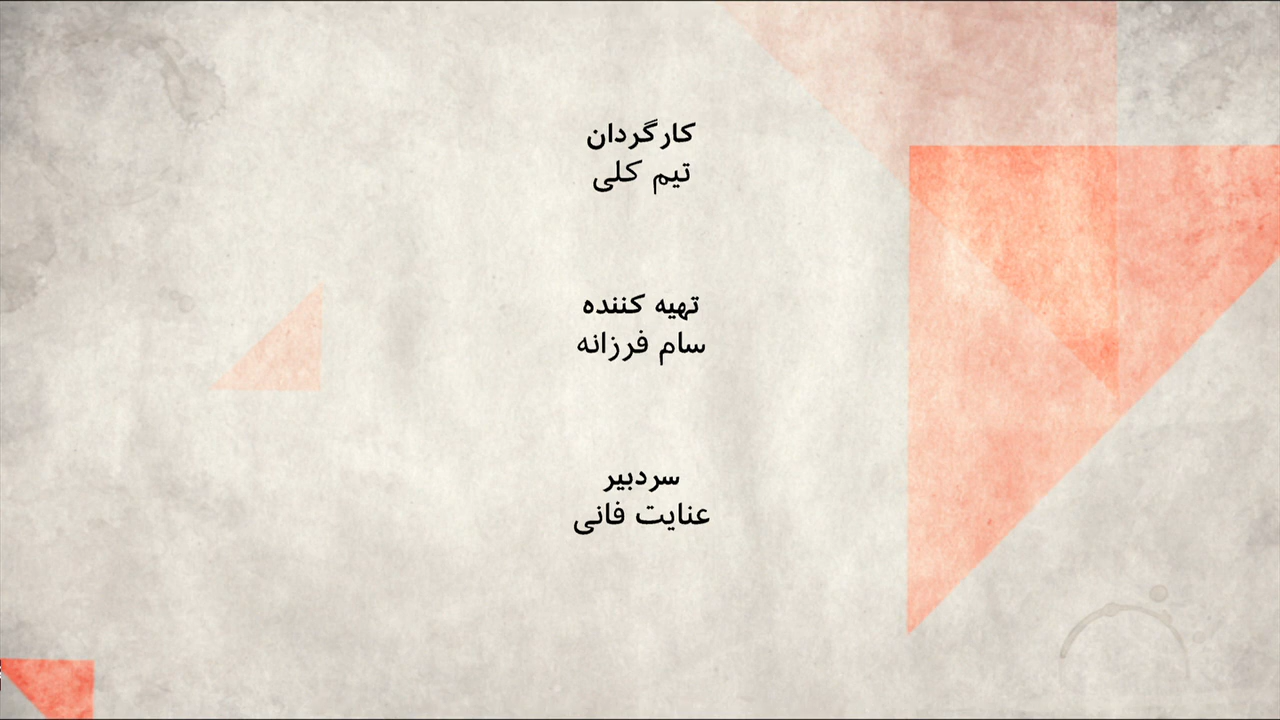 کارگردان
تیم کلی
تهیه کننده
سام فرزانه
سردبیر
عنایت فانی